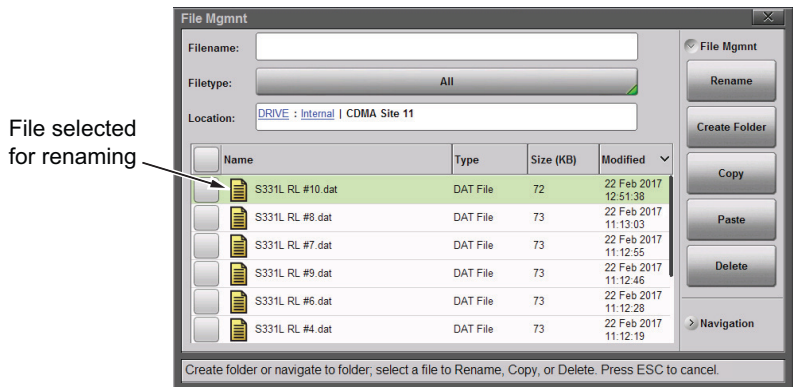 File Mgmnt
Filename:
Filetype: All
Location: DRIVE : Internal | CDMA Site 11
File selected
for renaming
Name Type Size (KB) Modified
S331L RL #10.dat DAT File 72 22 Feb 2017
12:51:38
S331L RL #8.dat DAT File 73 22 Feb 2017
11:13:03
S331L RL #7.dat DAT File 73 22 Feb 2017
11:12:55
S331L RL #9.dat DAT File 73 22 Feb 2017
11:12:46
S331L RL #6.dat DAT File 73 22 Feb 2017
11:12:28
S331L RL #4.dat DAT File 73 22 Feb 2017
11:12:19
File Mgmnt
Rename
Create Folder
Copy
Paste
Delete
Navigation
Create folder or navigate to folder; select a file to Rename, Copy, or Delete. Press ESC to cancel.